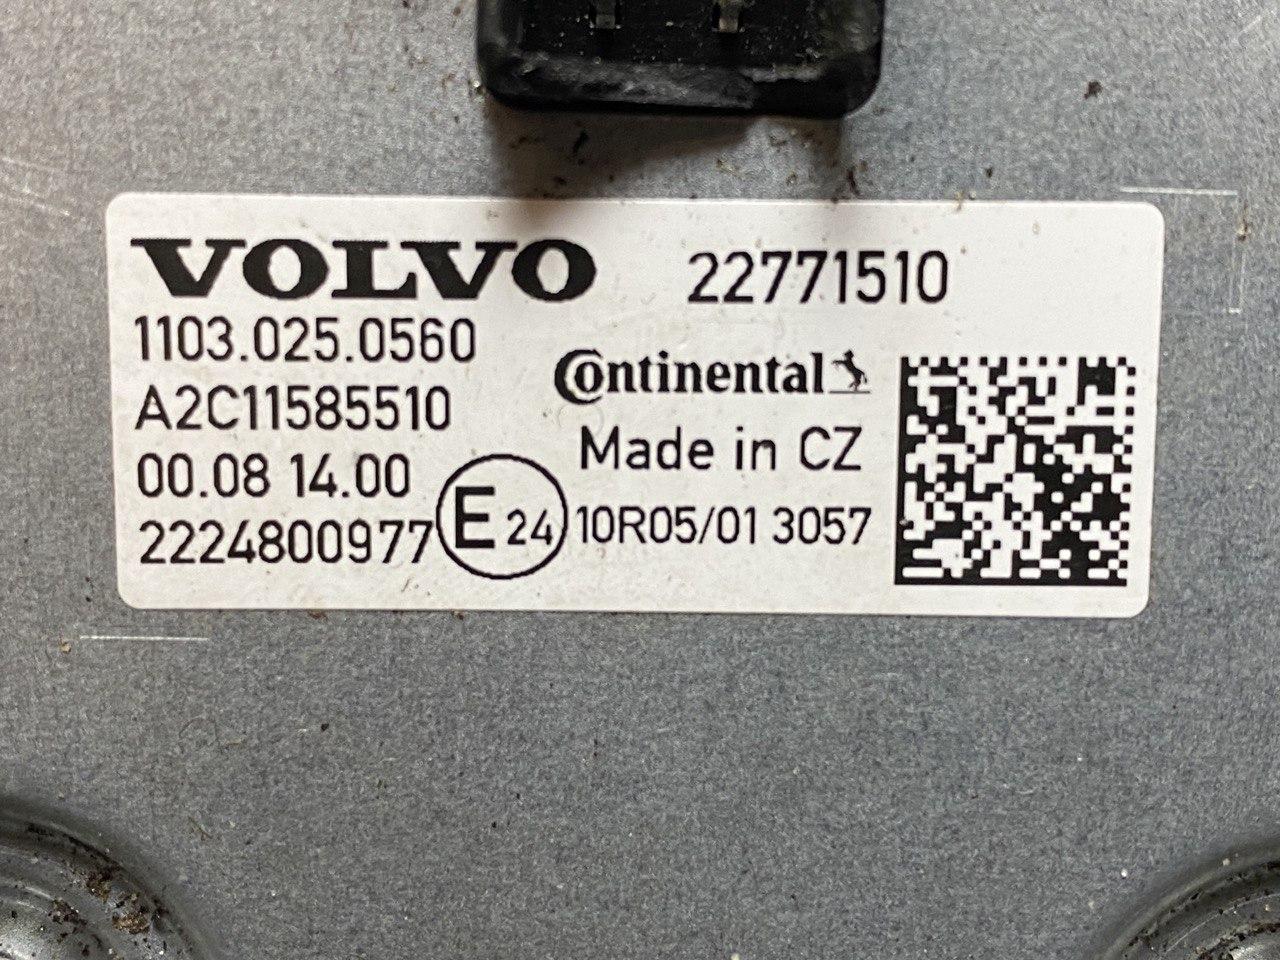 VOLVO 22771510
1103.025.0560
A2C11585510
Continental
Made in CZ
00.08 14.00
2224800977
E 24
10R05/01 3057